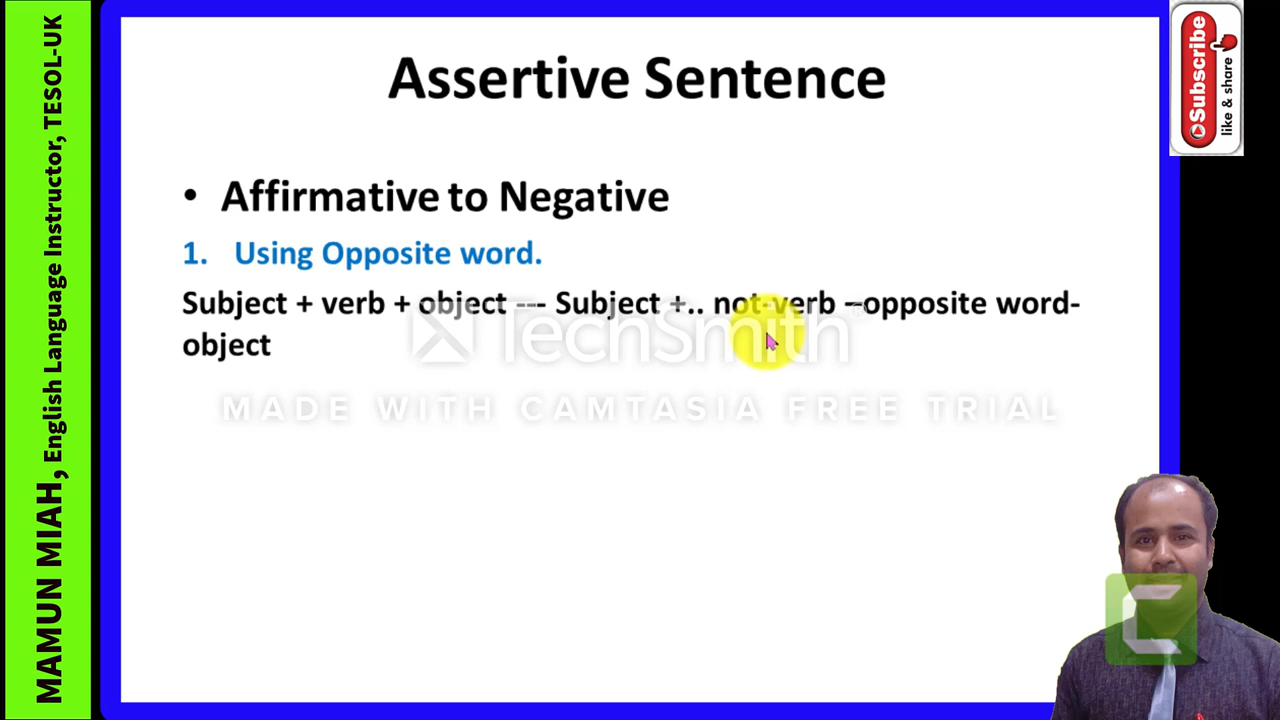 Assertive Sentence
• Affirmative to Negative
1. Using Opposite word.
Subject + verb + object --- Subject +.. not-verb –opposite word-
object
TechSmith®
MADE WITH CAMTASIA FREE TRIAL
MAMUN MIAH, English Language Instructor, TESOL-UK
Subscribe
like & share